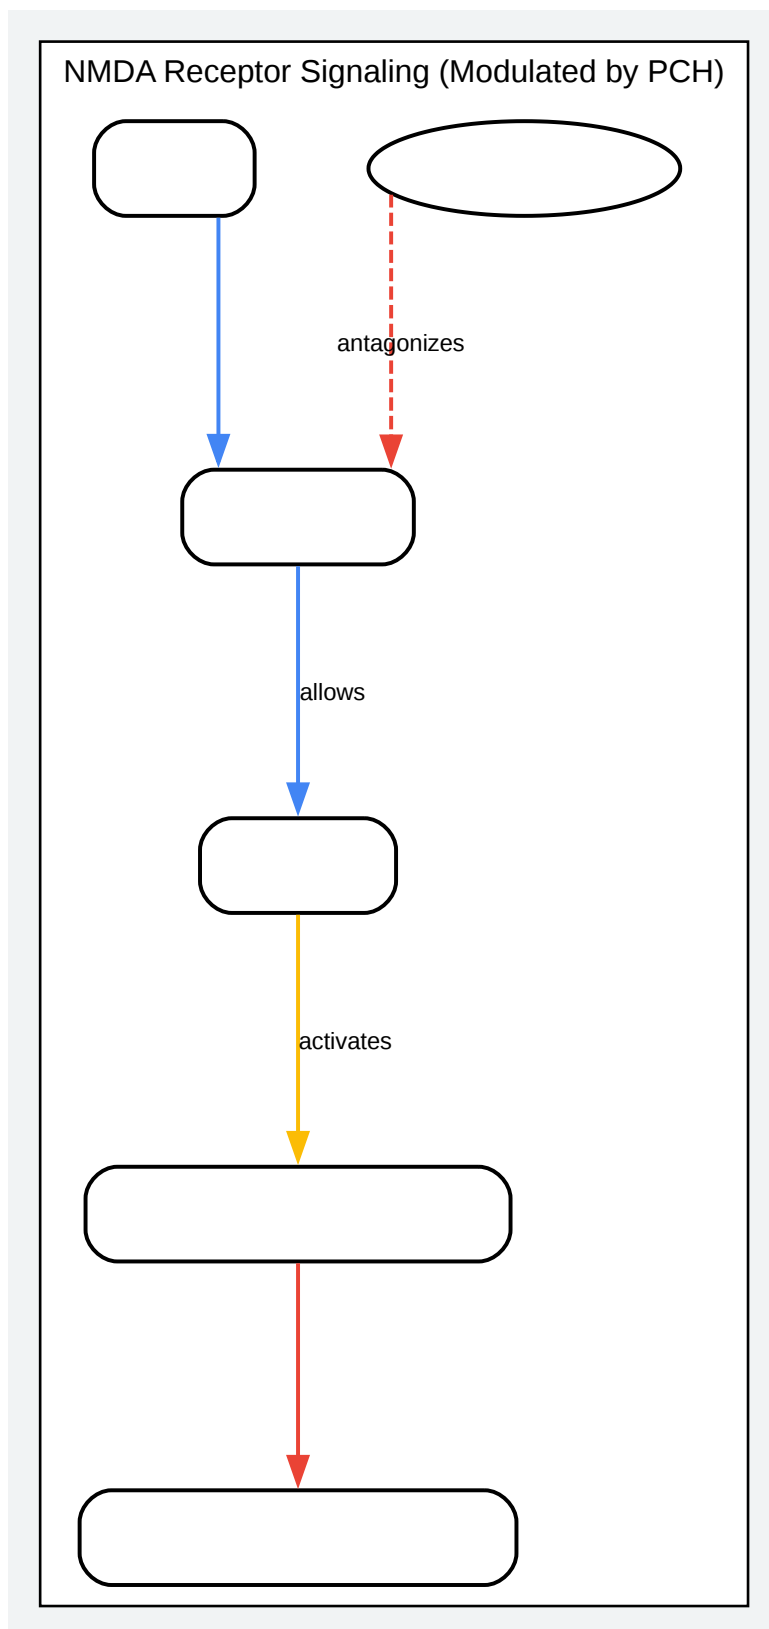 NMDA Receptor Signaling (Modulated by PCH)
antagonizes
allows
activates